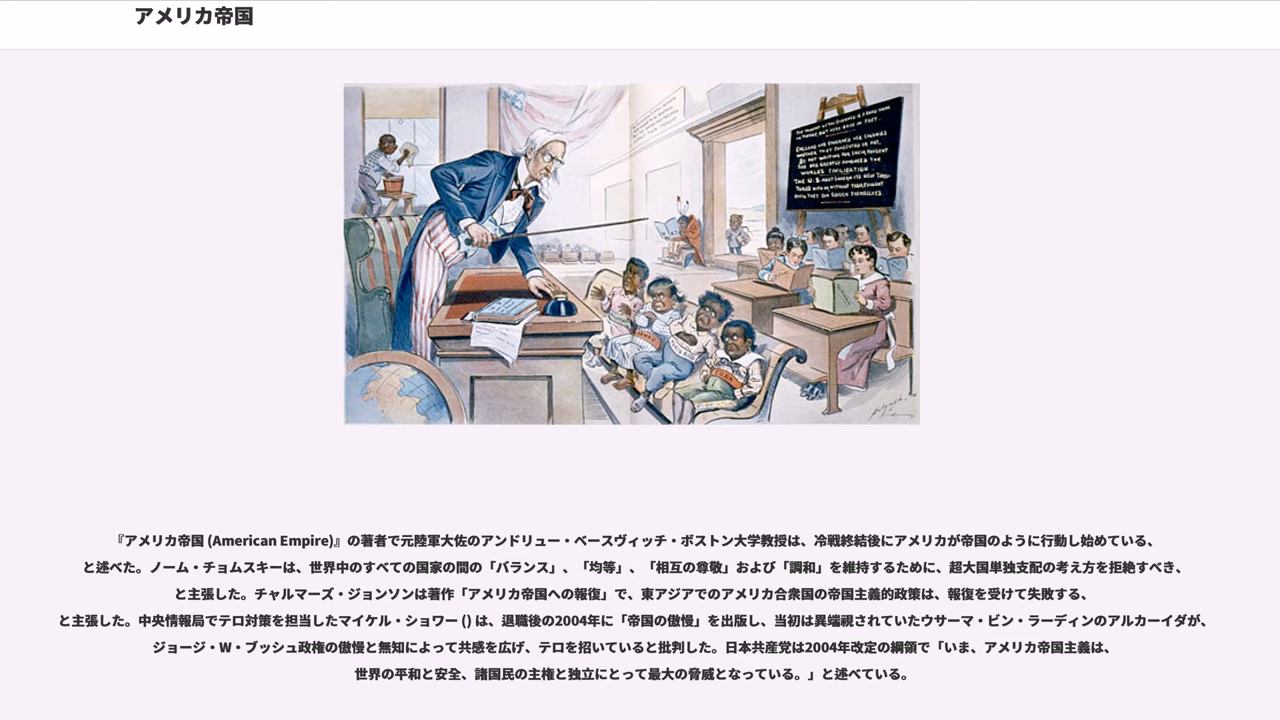 アメリカ帝国
THE U.S. MUST GOVERN ITS NEW
『アメリカ帝国 (American Empire)』の著者で元陸軍大佐のアンドリュー・ベースヴィッチ・ボストン大学教授は、冷戦終結後にアメリカが帝国のように行動し始めている、
と述べた。ノーム・チョムスキーは、世界中のすべての国家の間の「バランス」、「均等」、「相互の尊敬」および「調和」を維持するために、超大国単独支配の考え方を拒絶すべき、
と主張した。チャルマーズ・ジョンソンは著作「アメリカ帝国への報復」で、東アジアでのアメリカ合衆国の帝国主義的政策は、報復を受けて失敗する、
と主張した。中央情報局でテロ対策を担当したマイケル・ショワー () は、退職後の2004年に「帝国の傲慢」を出版し、当初は異端視されていたウサーマ・ビン・ラーディンのアルカーイダが、
ジョージ・W・ブッシュ政権の傲慢と無知によって共感を広げ、テロを招いていると批判した。日本共産党は2004年改定の綱領で「いま、アメリカ帝国主義は、
世界の平和と安全、諸国民の主権と独立にとって最大の脅威となっている。」と述べている。